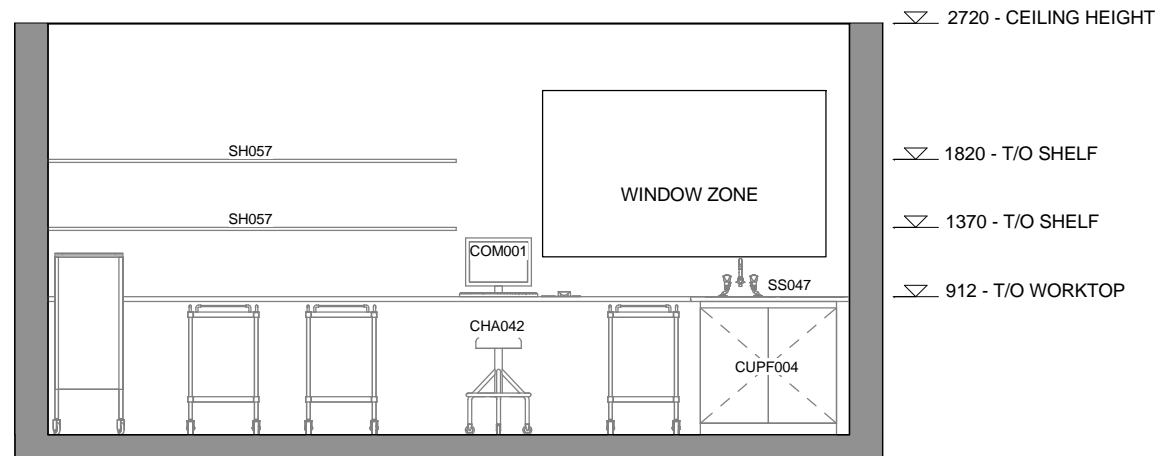 2720 - CEILING HEIGHT
SH057
1820 - T/O SHELF
WINDOW ZONE
SH057
1370 - T/O SHELF
COM001
SS047
912 - T/O WORKTOP
CHA042
CUPF004